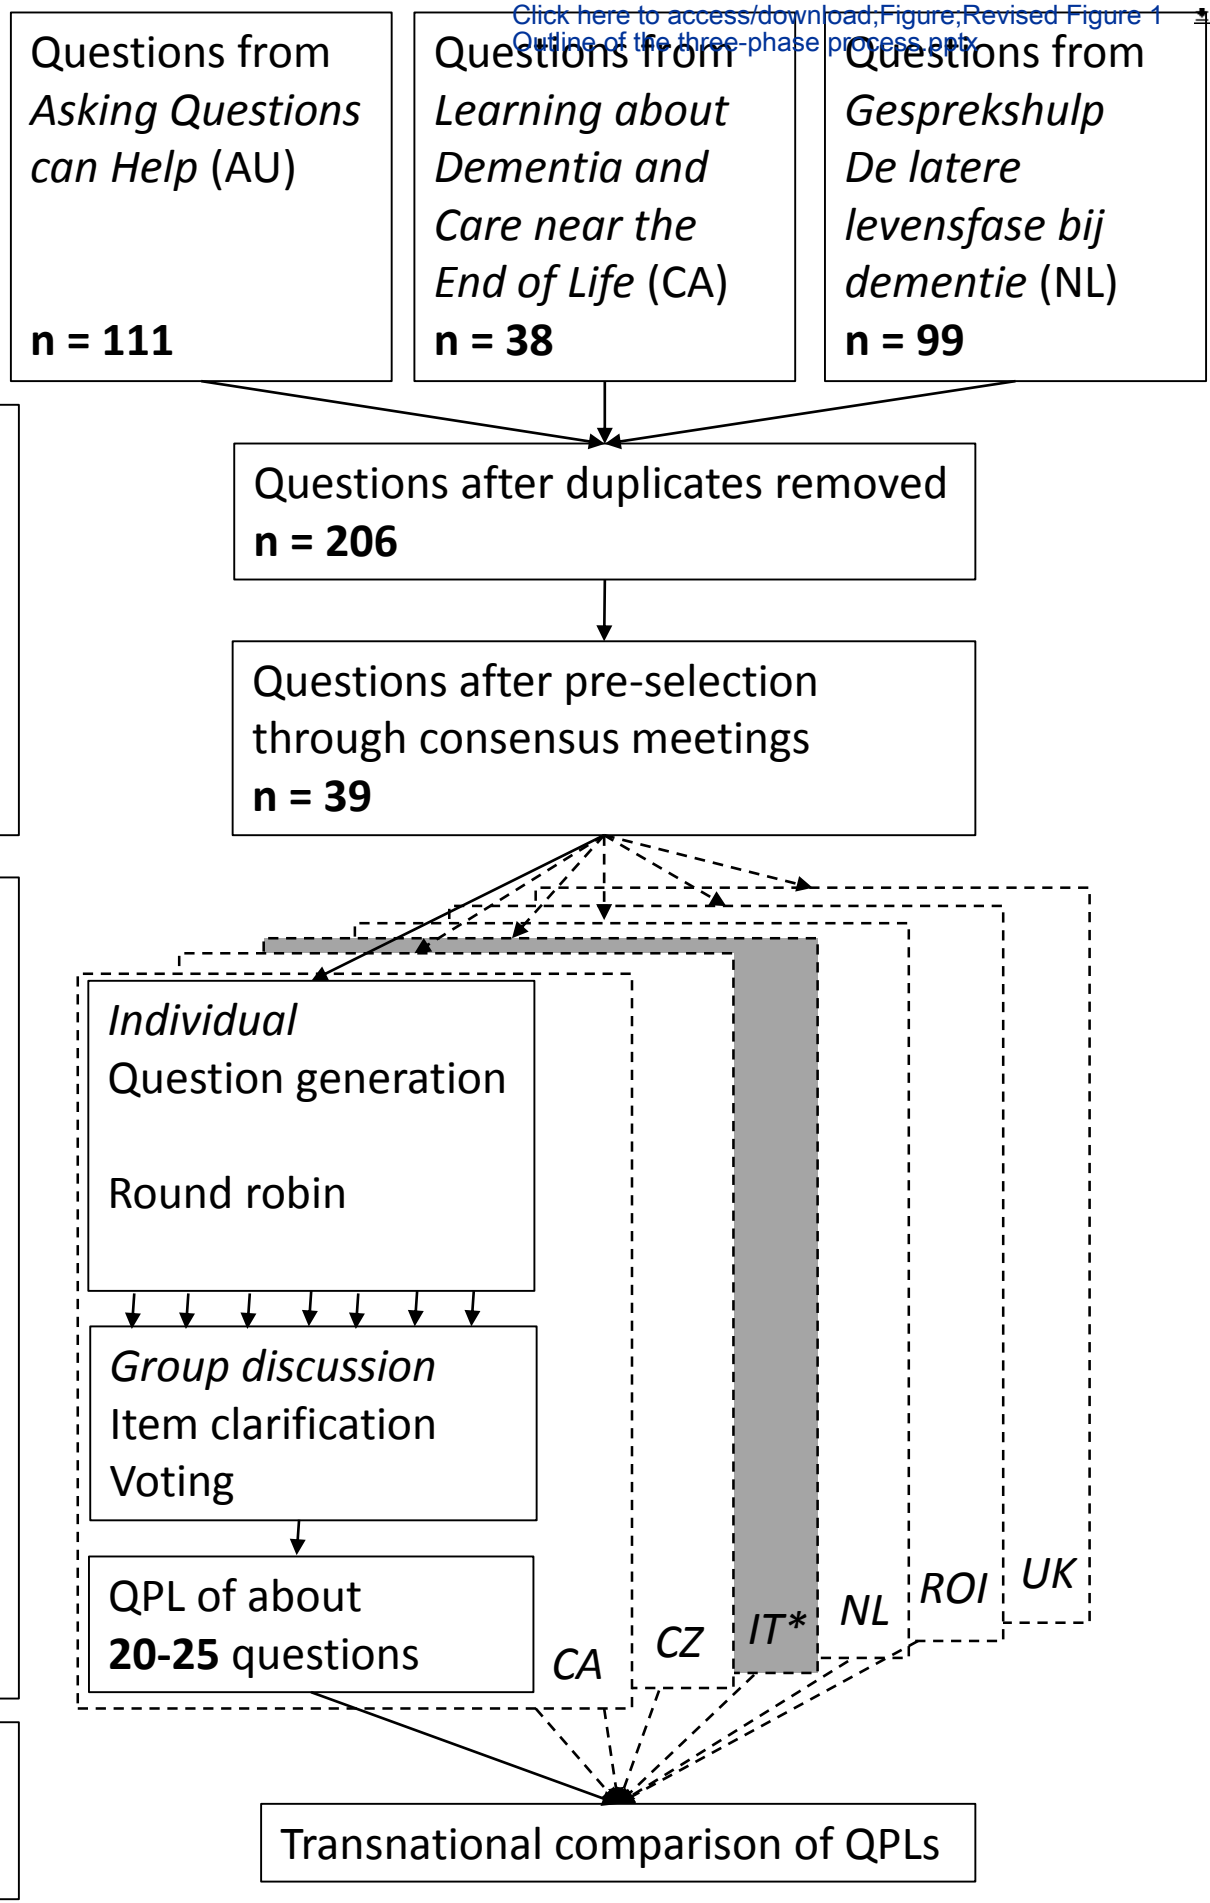 Click here to access/download;Figure;Revised Figure 1
Outline of the three-phase process.pptx
Questions from
Asking Questions
can Help (AU)
n = 111
Questions from
Learning about
Dementia and
Care near the
End of Life (CA)
n = 38
Questions from
Gesprekshulp
De latere
levensfase bij
dementie (NL)
n = 99
Questions after duplicates removed
n = 206
Questions after pre-selection
through consensus meetings
n = 39
Individual
Question generation
Round robin
Group discussion
Item clarification
Voting
QPL of about
20-25 questions
CA
CZ
IT*
NL
ROI
UK
Transnational comparison of QPLs